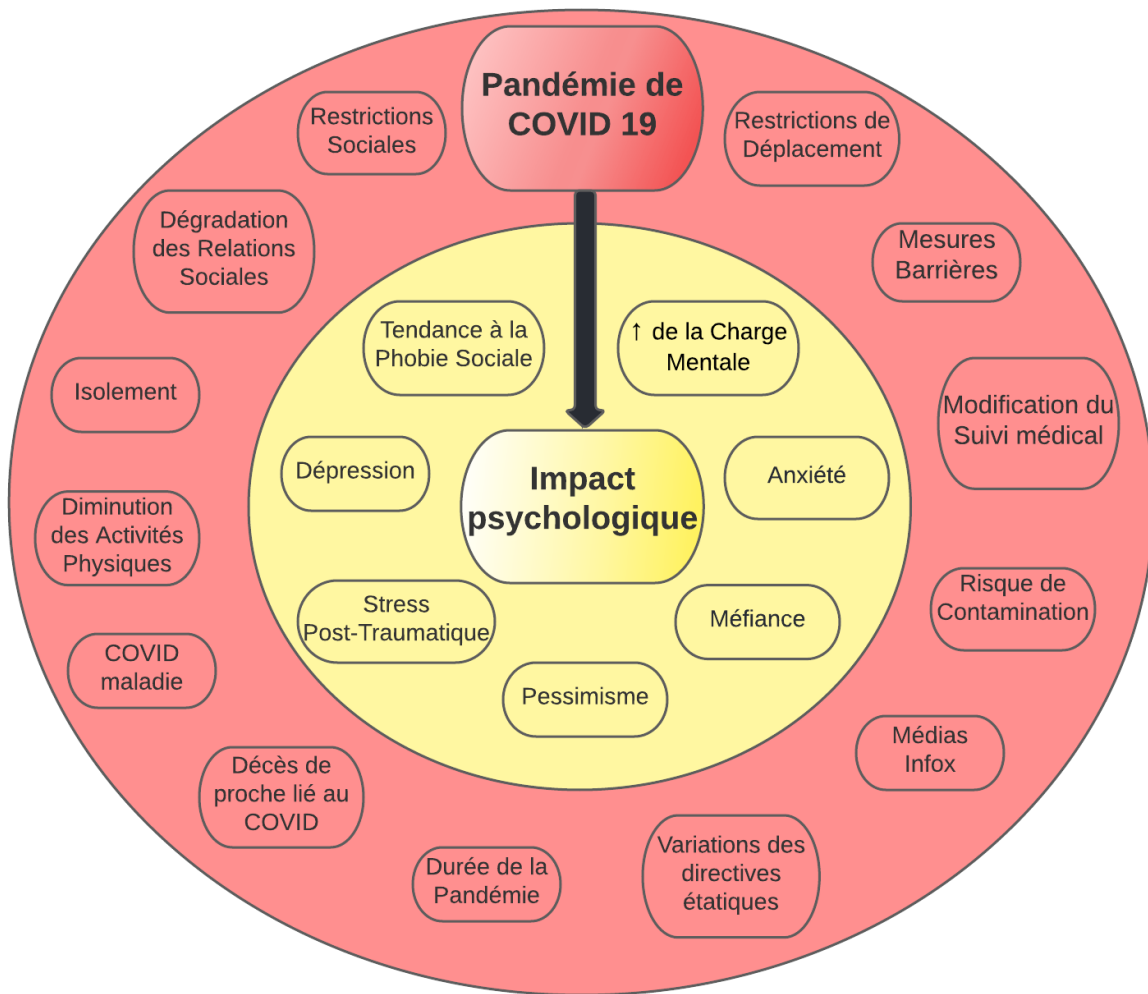 Pandémie de
COVID 19
Restrictions
Sociales
Restrictions de
Déplacement
Dégradation
des Relations
Sociales
Mesures
Barrières
Tendance à la
Phobie Sociale
↑ de la Charge
Mentale
Isolement
Modification du
Suivi médical
Dépression
Impact
psychologique
Anxiété
Diminution
des Activités
Physiques
Stress
Post-Traumatique
Méfiance
Risque de
Contamination
COVID
maladie
Pessimisme
Médias
Infox
Décès de
proche lié au
COVID
Durée de la
Pandémie
Variations des
directives
étatiques